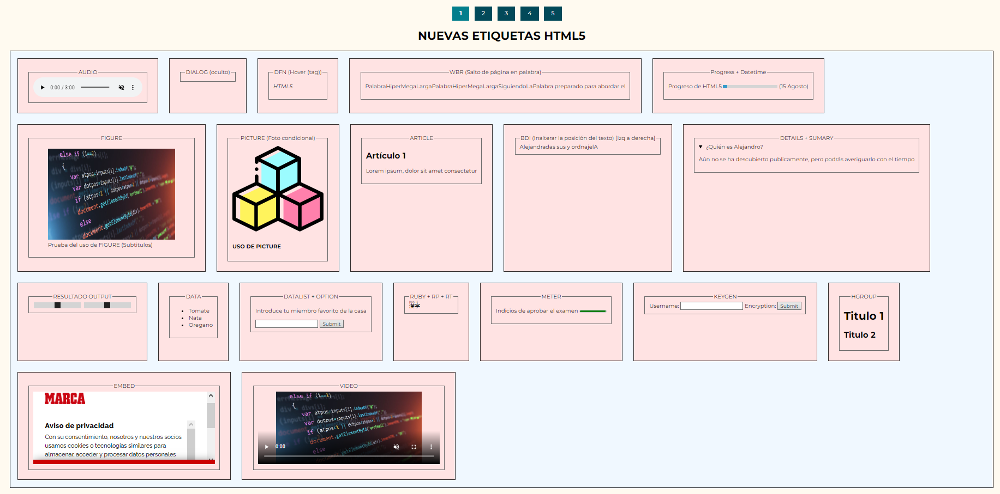 1 2 3 4 5
NUEVAS ETIQUETAS HTML5
AUDIO
0:00 / 3:00
DIALOG (oculto)
DFN (Hover (tag))
HTML5
WBR (Salto de página en palabra)
PalabraHiperMegaLargaPalabraHiperMegaLargaSiguiendoLaPalabra preparado para abordar el
Progress + Datetime
Progreso de HTML5 (15 Agosto)
FIGURE
else if (i==2)
{
var atpos=inputs[i].indexOf("@");
var dotpos=inputs[i].lastIndexOf(".");
if (atpos<1 || dotpos<atpos+2 || dotpos
document.getElementById('errEmail').innerHTML
else
document.getElementById(div).innerHTML
Prueba del uso de FIGURE (Subtitulos)
PICTURE (Foto condicional)
USO DE PICTURE
ARTICLE
Artículo 1
Lorem ipsum, dolor sit amet consectetur
BDI (Inalterar la posición del texto) [Izq a derecha]
Alejandradas sus y ordnajelA
DETAILS + SUMARY
¿Quién es Alejandro?
Aún no se ha descubierto publicamente, pero podrás averiguarlo con el tiempo
RESULTADO OUTPUT
DATA
Tomate
Nata
Oregano
DATALIST + OPTION
Introduce tu miembro favorito de la casa
Submit
RUBY + RP + RT
漢字
METER
Indicios de aprobar el examen
KEYGEN
Username: Encryption: Submit
HGROUP
Titulo 1
Titulo 2
EMBED
MARCA
Aviso de privacidad
Con su consentimiento, nosotros y nuestros socios
usamos cookies o tecnologías similares para
almacenar, acceder y procesar datos personales
VIDEO
else if (i==2)
{
var atpos=inputs[i].indexOf("@");
var dotpos=inputs[i].lastIndexOf(".");
if (atpos<1 || dotpos<atpos+2 || dotpos
document.getElementById('errEmail').innerHTML
else
0:00